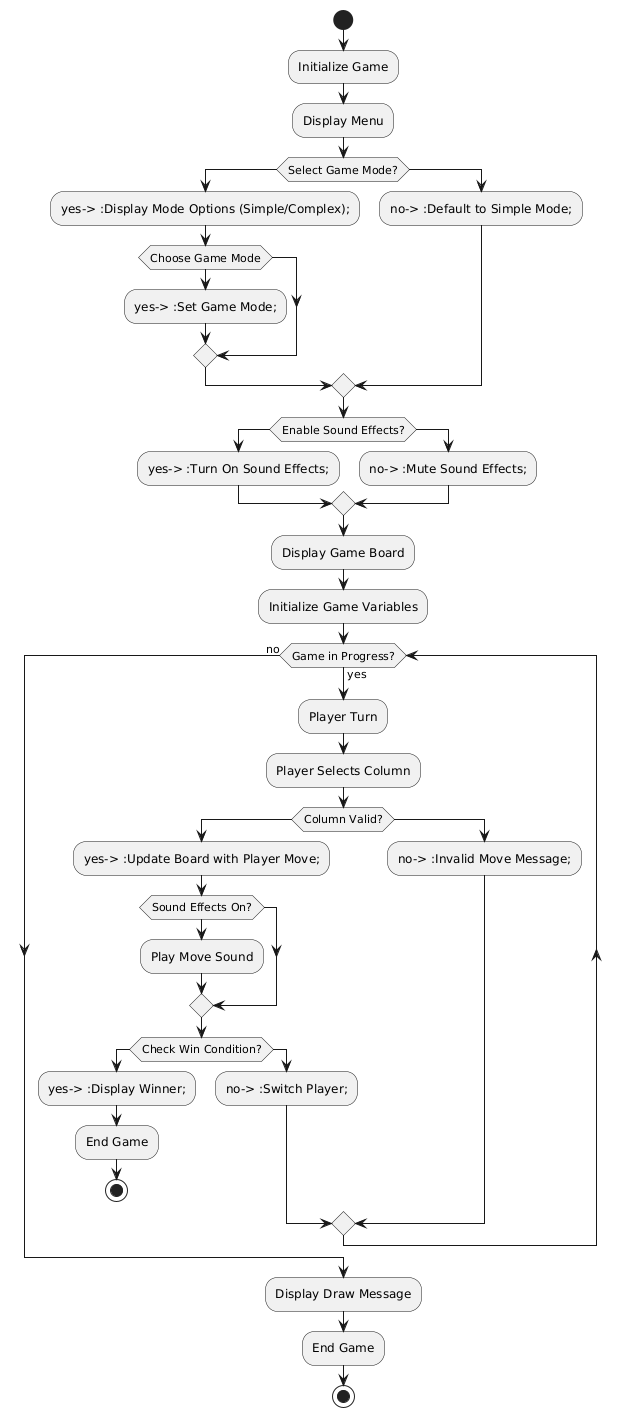 Initialize Game
Display Menu
Select Game Mode?
yes-> :Display Mode Options (Simple/Complex);
no-> :Default to Simple Mode;
Choose Game Mode
yes-> :Set Game Mode;
Enable Sound Effects?
yes-> :Turn On Sound Effects;
no-> :Mute Sound Effects;
Display Game Board
Initialize Game Variables
no
Game in Progress?
yes
Player Turn
Player Selects Column
Column Valid?
yes-> :Update Board with Player Move;
no-> :Invalid Move Message;
Sound Effects On?
Play Move Sound
Check Win Condition?
yes-> :Display Winner;
no-> :Switch Player;
End Game
Display Draw Message
End Game